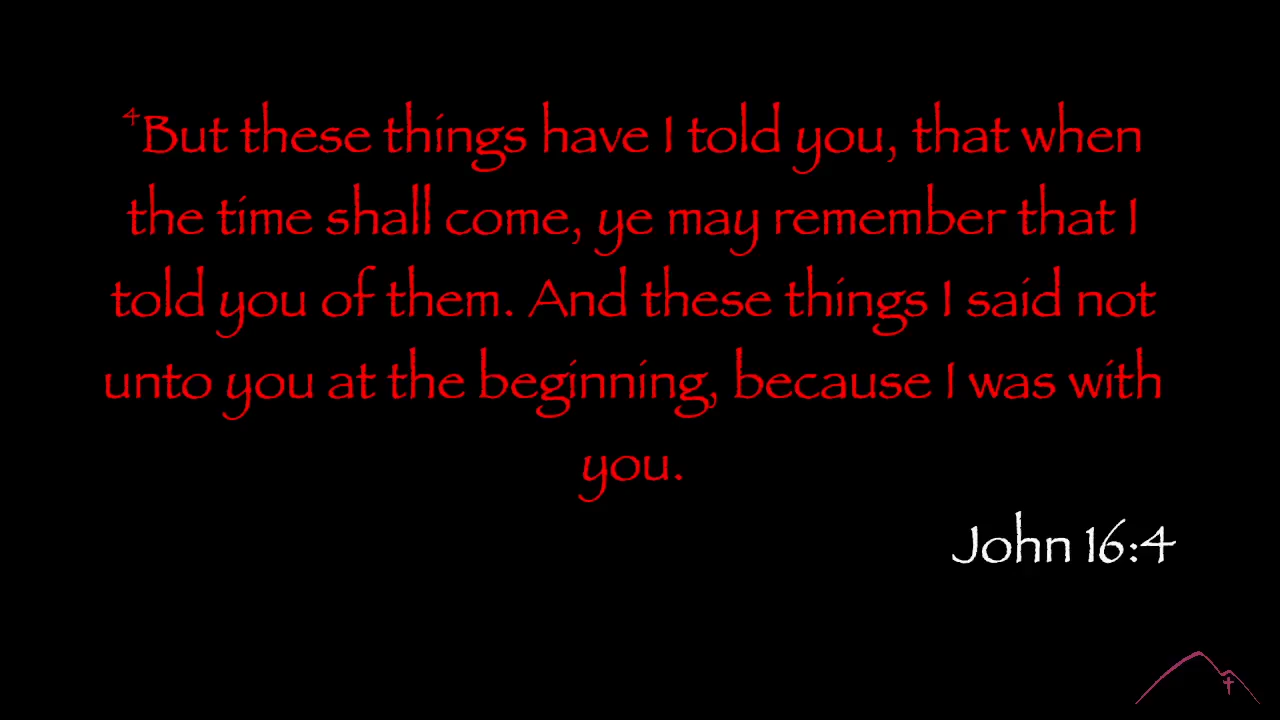 ⁴But these things have I told you, that when
the time shall come, ye may remember that I
told you of them. And these things I said not
unto you at the beginning, because I was with
you.
John 16:4